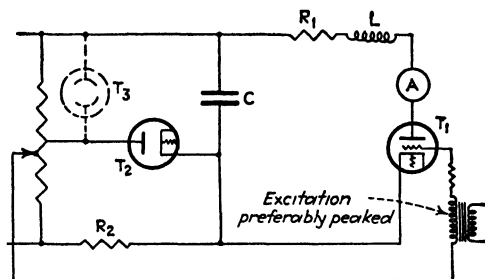 R1
L
T3
A
C
T1
T2
Excitation
preferably peaked
R2